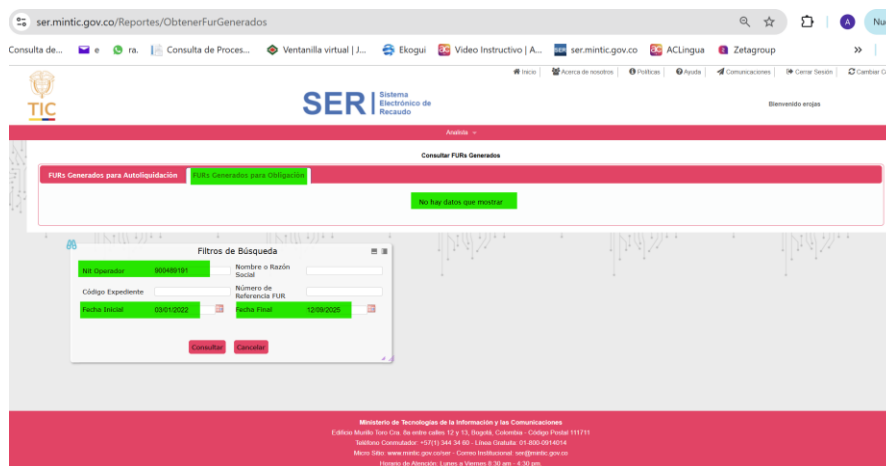 ser.mintic.gov.co/Reportes/ObtenerFurGenerados
A
Nu
Consulta de...
e
ra.
Consulta de Proces...
Ventanilla virtual | J...
Ekogui
Video Instructivo | A...
ser.mintic.gov.co
ACLingua
Zetagroup
»
Inicio
Acerca de nosotros
Políticas
Ayuda
Comunicaciones
Cerrar Sesión
Cambiar C
TIC
SER
Sistema
Electrónico de
Recaudo
Bienvenido erojas
Analista
Consultar FURs Generados
FURs Generados para Autoliquidación
FURs Generados para Obligación
No hay datos que mostrar
Filtros de Búsqueda
Nit Operador 900489191
Nombre o Razón
Social
Código Expediente
Número de
Referencia FUR
Fecha Inicial 03/01/2022
Fecha Final 12/09/2025
Consultar
Cancelar
Ministerio de Tecnologías de la Información y las Comunicaciones
Edificio Murillo Toro Cra. 8a entre calles 12 y 13, Bogotá, Colombia - Código Postal 111711
Teléfono Conmutador: +57(1) 344 34 60 - Línea Gratuita: 01-800-0914014
Micro Sitio: www.mintic.gov.co/ser - Correo Institucional: ser@mintic.gov.co
Horario de Atención: Lunes a Viernes 8:30 am - 4:30 pm